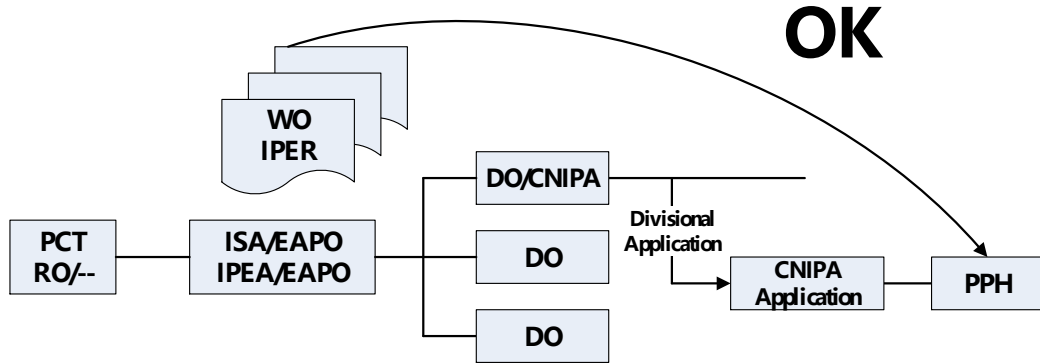 OK
WO
IPER
DO/CNIPA
Divisional
Application
PCT
RO/--
ISA/EAPO
IPEA/EAPO
DO
CNIPA
Application
PPH
DO